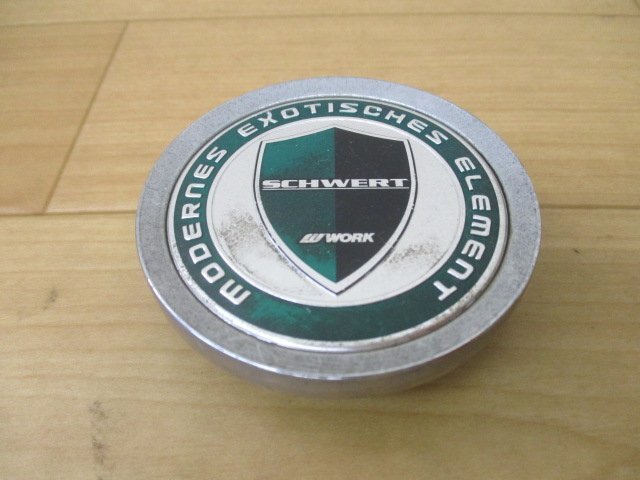 MODERNES EXOTISCHES ELEMENT
SCHWERT
W WORK